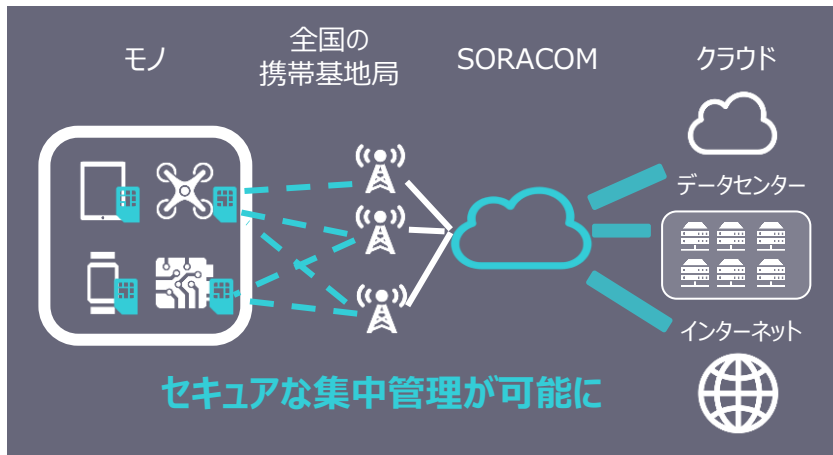 モノ
全国の
携帯基地局
SORACOM
クラウド
データセンター
インターネット
セキュアな集中管理が可能に